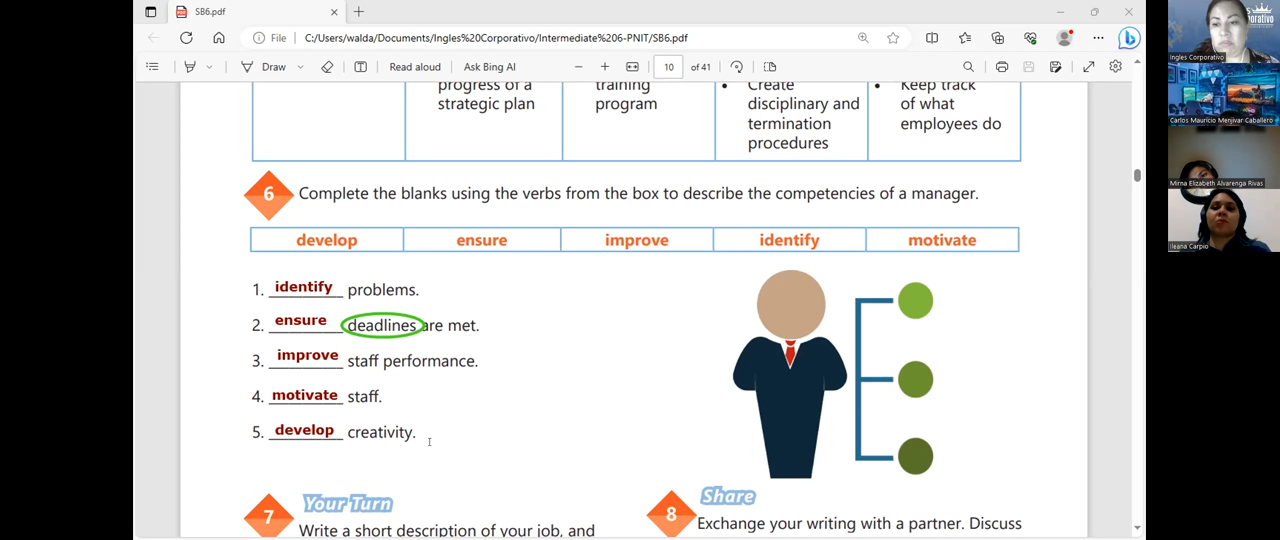 SB6.pdf
File
C:/Users/walda/Documents/Ingles%20Corporativo/Intermediate%206-PNIT/SB6.pdf
Draw
Read aloud
Ask Bing AI
10
of 41
progress of a
strategic plan
training
program
• Create
disciplinary and
termination
procedures
• Keep track
of what
employees do
6
Complete the blanks using the verbs from the box to describe the competencies of a manager.
develop ensure improve identify motivate
1. identify problems.
2. ensure deadlines are met.
3. improve staff performance.
4. motivate staff.
5. develop creativity.
7
Your Turn
Write a short description of your job, and
8
Share
Exchange your writing with a partner. Discuss
Ingles Corporativo
Carlos Mauricio Menjivar Caballero
Mirna Elizabeth Alvarenga Rivas
Ileana Carpio